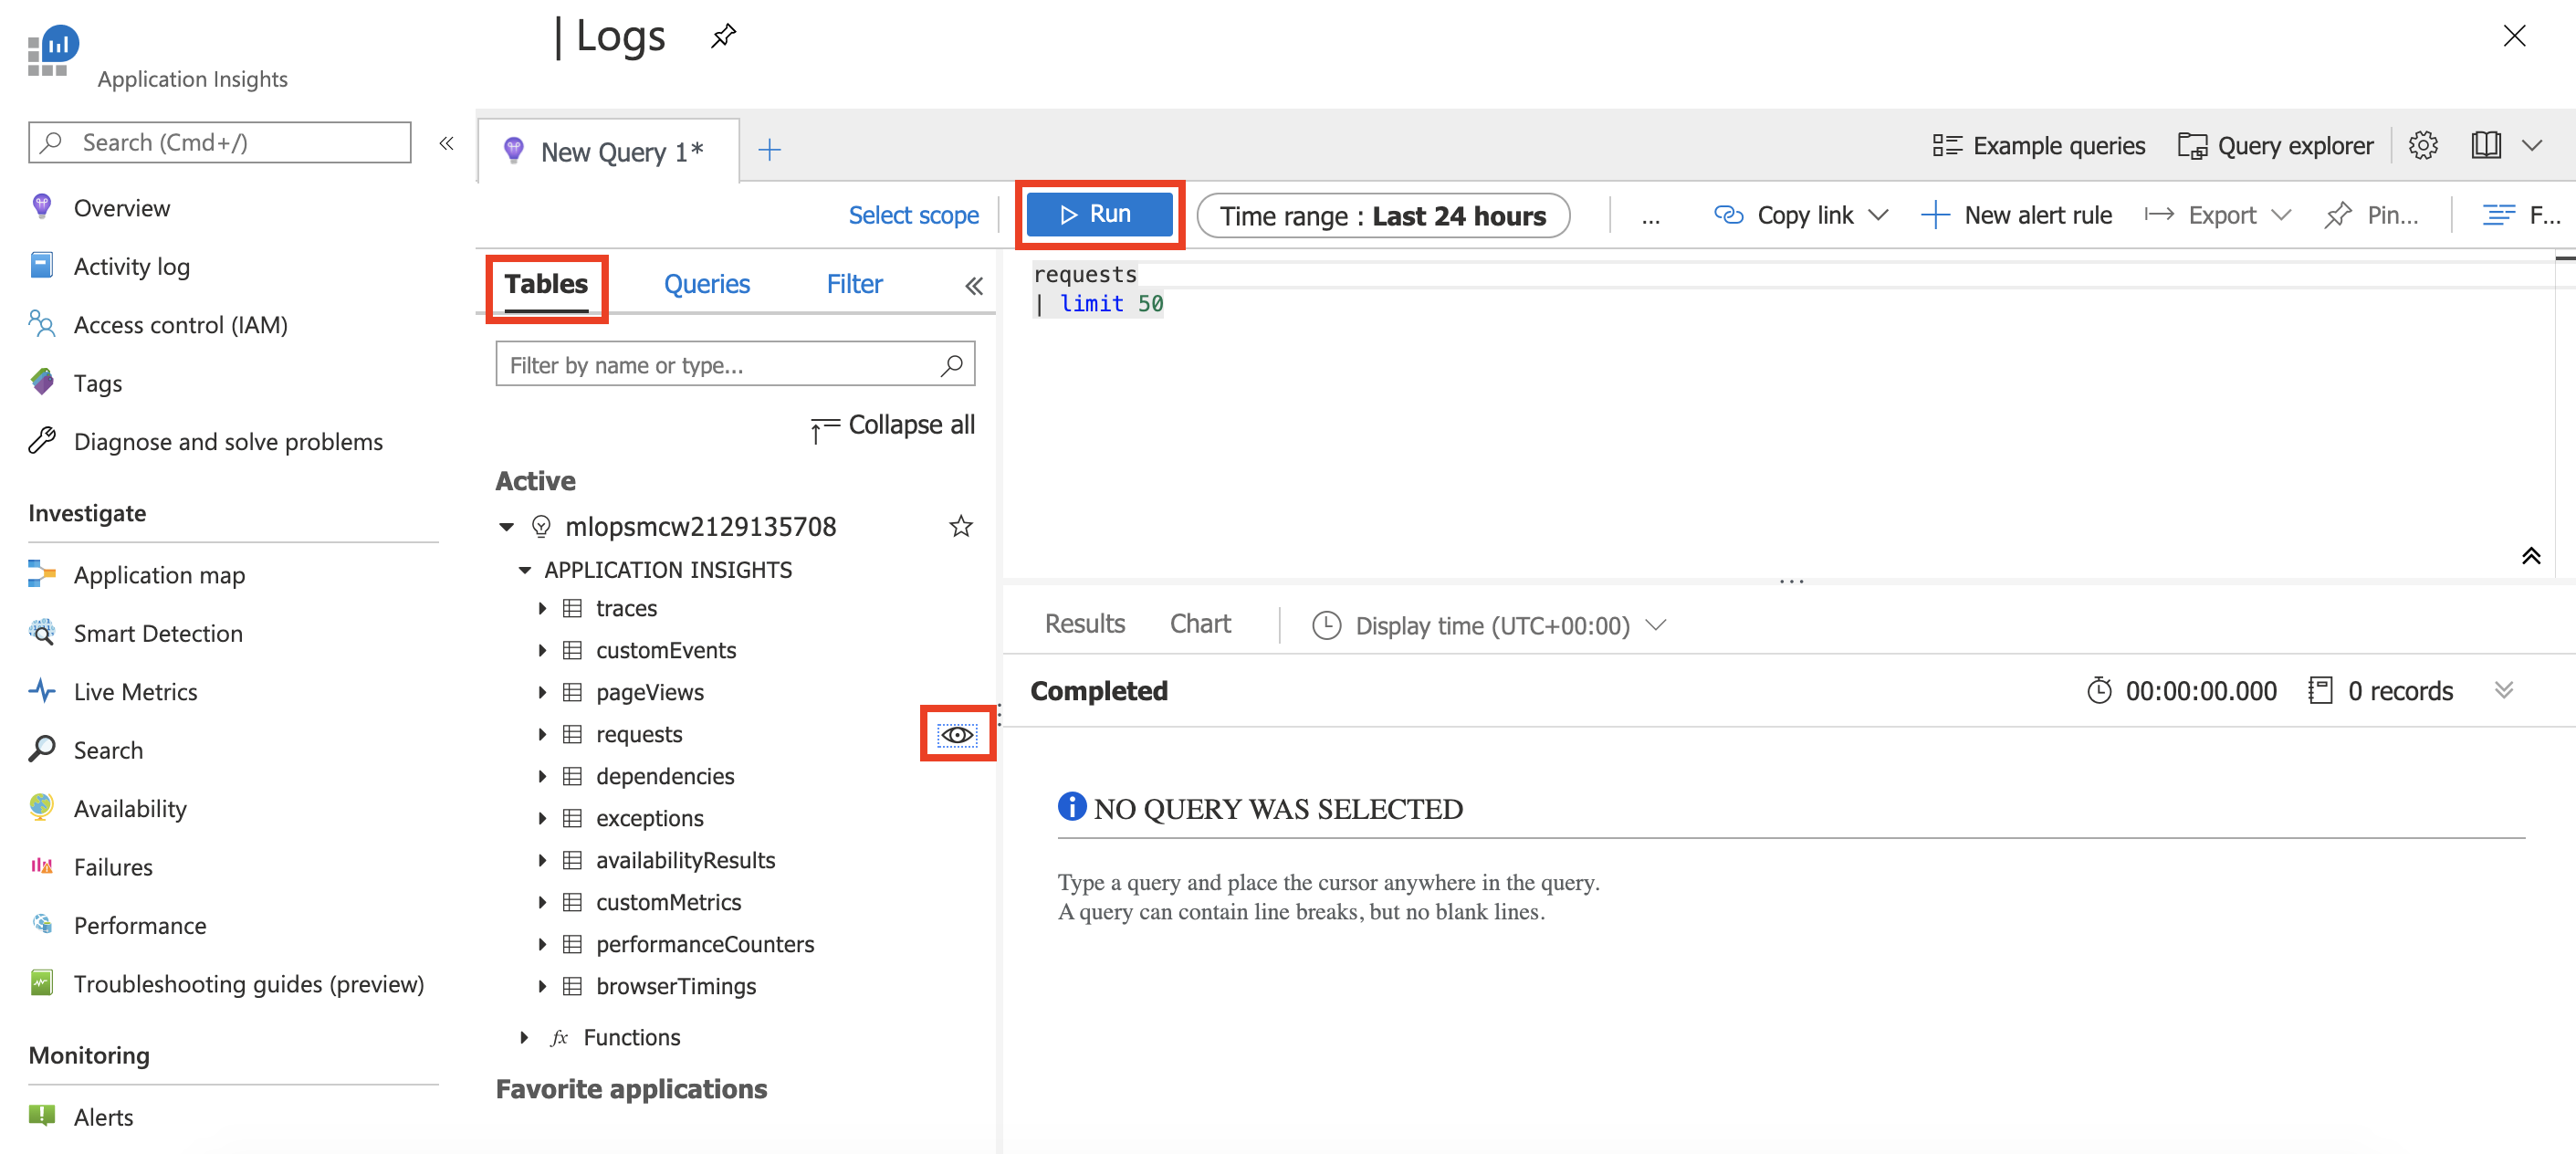 | Logs
Application Insights
Search (Cmd+/)
«
Overview
Activity log
Access control (IAM)
Tags
Diagnose and solve problems
Investigate
Application map
Smart Detection
Live Metrics
Search
Availability
Failures
Performance
Troubleshooting guides (preview)
Monitoring
Alerts
New Query 1*
Example queries
Query explorer
Select scope
Run
Time range : Last 24 hours
...
Copy link
New alert rule
Export
Pin...
F...
Tables
Queries
Filter
«
Filter by name or type...
Collapse all
Active
mlopsmcw2129135708
APPLICATION INSIGHTS
traces
customEvents
pageViews
requests
dependencies
exceptions
availabilityResults
customMetrics
performanceCounters
browserTimings
fx Functions
Favorite applications
requests
| limit 50
...
Results
Chart
Display time (UTC+00:00)
Completed
00:00:00.000
0 records
NO QUERY WAS SELECTED
Type a query and place the cursor anywhere in the query.
A query can contain line breaks, but no blank lines.